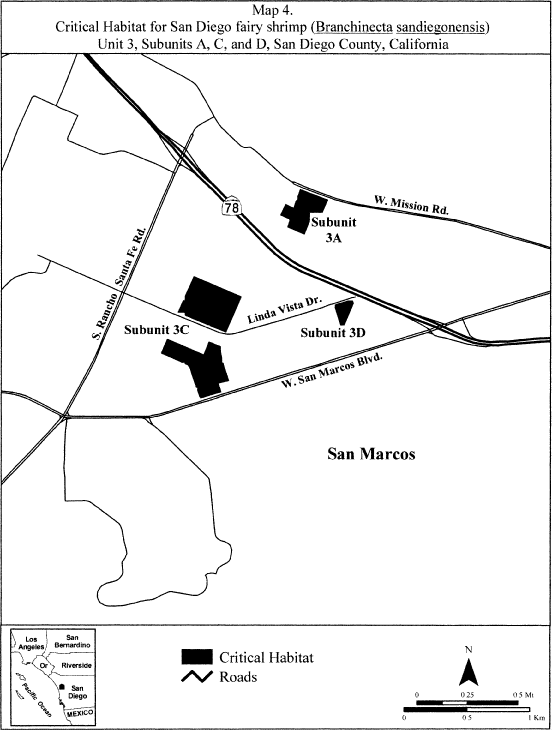 Map 4.
Critical Habitat for San Diego fairy shrimp (Branchinecta sandiegonensis)
Unit 3, Subunits A, C, and D, San Diego County, California
W. Mission Rd.
78
Subunit
3A
S. Rancho Santa Fe Rd.
Linda Vista Dr.
Subunit 3C
Subunit 3D
W. San Marcos Blvd.
San Marcos
Los
Angeles
San
Bernardino
Or
Riverside
Pacific Ocean
San
Diego
MEXICO
Critical Habitat
Roads
N
0 0.25 0.5 Mi
0 0.5 1 Km